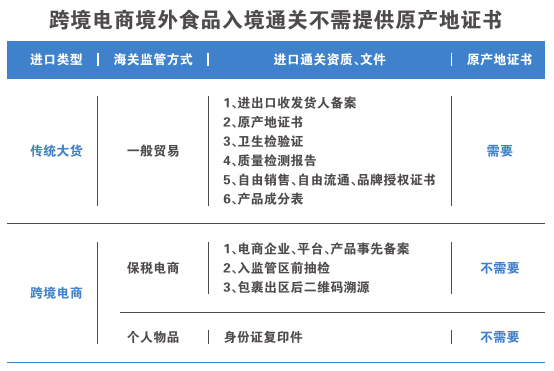 跨境电商境外食品入境通关不需提供原产地证书
进口类型 海关监管方式 进口通关资质、文件 原产地证书
传统大货 一般贸易
1、进出口收发货人备案
2、原产地证书
3、卫生检验证
4、质量检测报告
5、自由销售、自由流通、品牌授权证书
6、产品成分表
需要
跨境电商
保税电商
1、电商企业、平台、产品事先备案
2、入监管区前抽检
3、包裹出区后二维码溯源
不需要
个人物品 身份证复印件 不需要